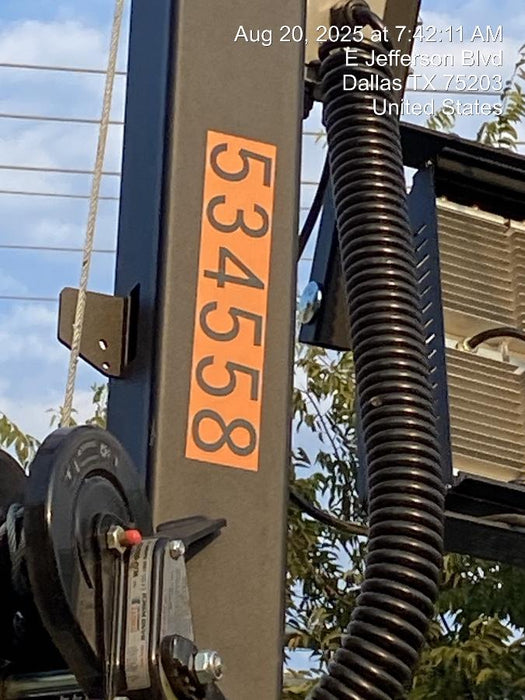 Aug 20, 2025 at 7:42:11 AM
E Jefferson Blvd
Dallas TX 75203
United States
534558